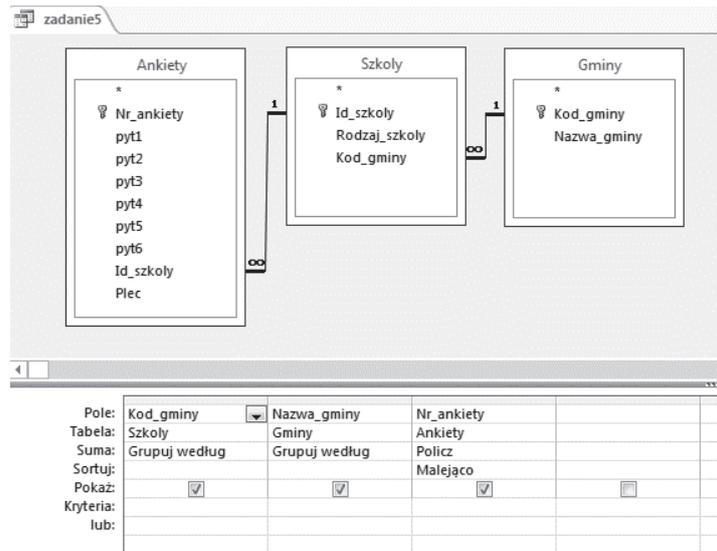 zadanie5
Ankiety
*
Nr_ankiety
pyt1
pyt2
pyt3
pyt4
pyt5
pyt6
Id_szkoly
Plec
Szkoly
*
Id_szkoly
Rodzaj_szkoly
Kod_gminy
Gminy
*
Kod_gminy
Nazwa_gminy
1
∞
1
∞
Pole: Kod_gminy Nazwa_gminy Nr_ankiety
Tabela: Szkoly Gminy Ankiety
Suma: Grupuj według Grupuj według Policz
Sortuj: Malejąco
Pokaż:
Kryteria:
lub: